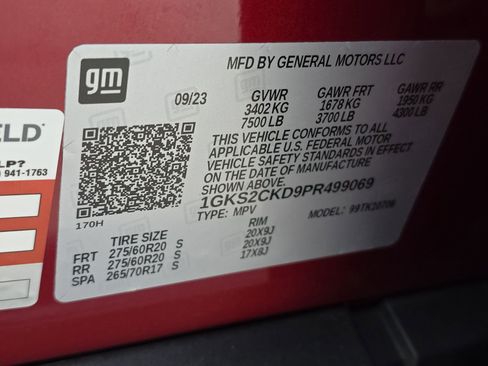 gm
MFD BY GENERAL MOTORS LLC
09/23
GVWR GAWR FRT GAWR RR
3402 KG 1678 KG 1950 KG
7500 LB 3700 LB 4300 LB
THIS VEHICLE CONFORMS TO ALL
APPLICABLE U.S. FEDERAL MOTOR
VEHICLE SAFETY STANDARDS IN EFFECT
ON THE DATE OF MANUFACTURE
1GKS2CKD9PR499069
TYPE: MPV MODEL:
170H
TIRE SIZE RIM
FRT 275/60R20 S 20X9J
RR 275/60R20 S 20X9J
SPA 265/70R17 S 17X8J
ELD
LP?
) 941-1763